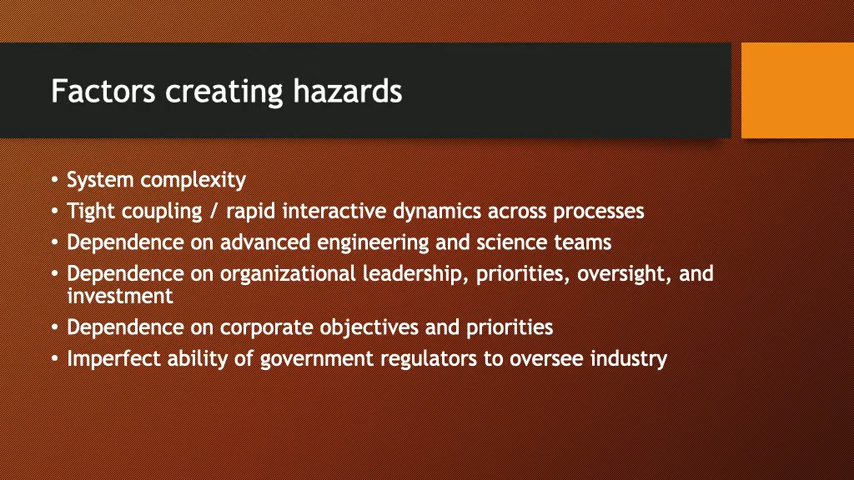 Factors creating hazards
• System complexity
• Tight coupling / rapid interactive dynamics across processes
• Dependence on advanced engineering and science teams
• Dependence on organizational leadership, priorities, oversight, and
investment
• Dependence on corporate objectives and priorities
• Imperfect ability of government regulators to oversee industry